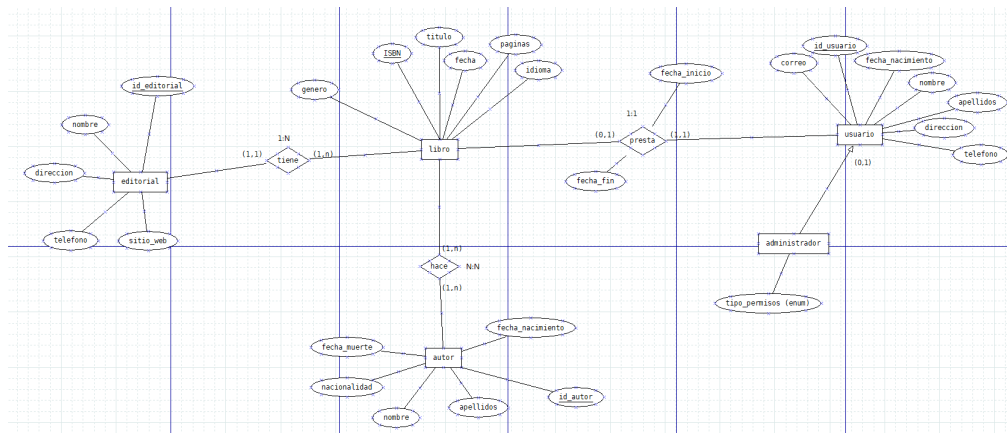 titulo
paginas
ISBN
fecha
idioma
genero
id_editorial
nombre
direccion
editorial
telefono
sitio_web
1:N
(1,1)
tiene
(1,n)
libro
(0,1)
1:1
presta
(1,1)
fecha_inicio
fecha_fin
id_usuario
correo
fecha_nacimiento
nombre
apellidos
direccion
usuario
telefono
(0,1)
administrador
tipo_permisos (enum)
(1,n)
hace
N:N
(1,n)
fecha_nacimiento
fecha_muerte
autor
nacionalidad
id_autor
apellidos
nombre